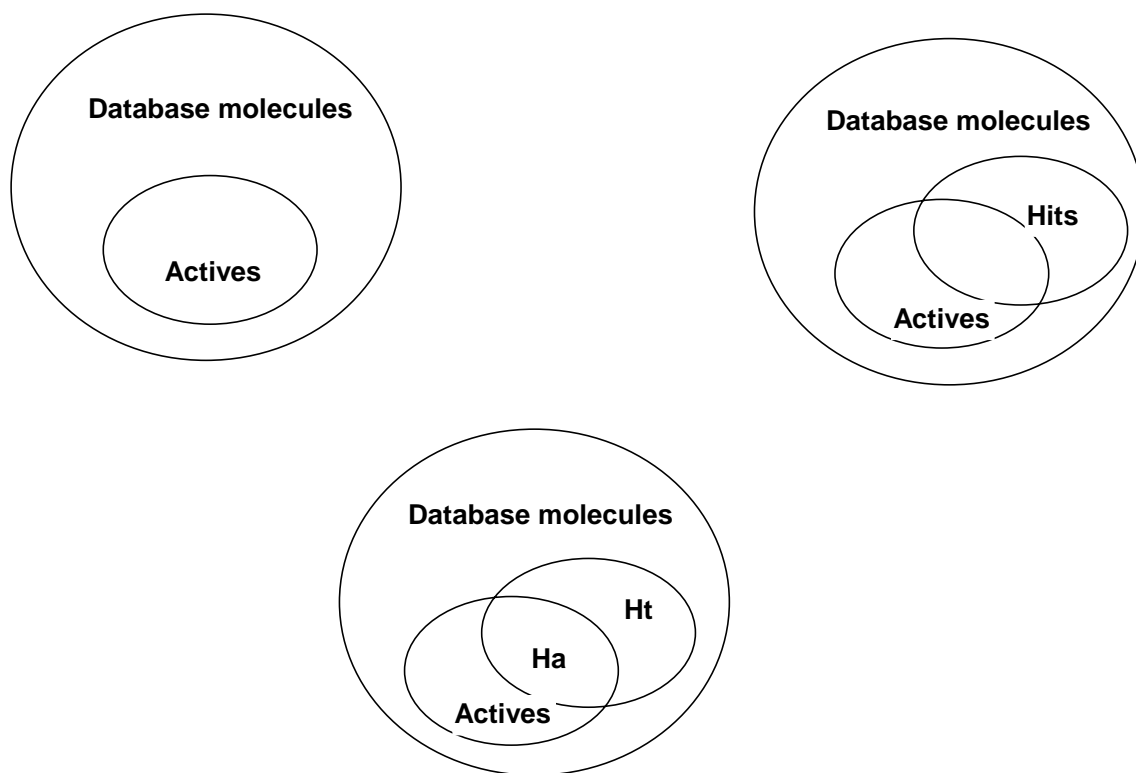 Database molecules
Actives
Database molecules
Hits
Actives
Database molecules
Ht
Ha
Actives